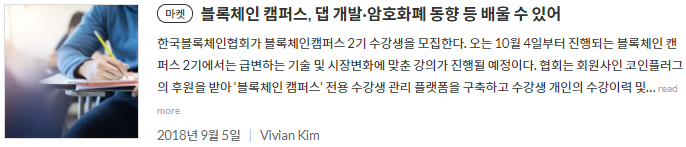 마켓 블록체인 캠퍼스, 댑 개발·암호화폐 동향 등 배울 수 있어
한국블록체인협회가 블록체인캠퍼스 2기 수강생을 모집한다. 오는 10월 4일부터 진행되는 블록체인 캔
퍼스 2기에서는 급변하는 기술 및 시장변화에 맞춘 강의가 진행될 예정이다. 협회는 회원사인 코인플러그
의 후원을 받아 '블록체인 캠퍼스' 전용 수강생 관리 플랫폼을 구축하고 수강생 개인의 수강이력 및... read
more
2018년 9월 5일 | Vivian Kim